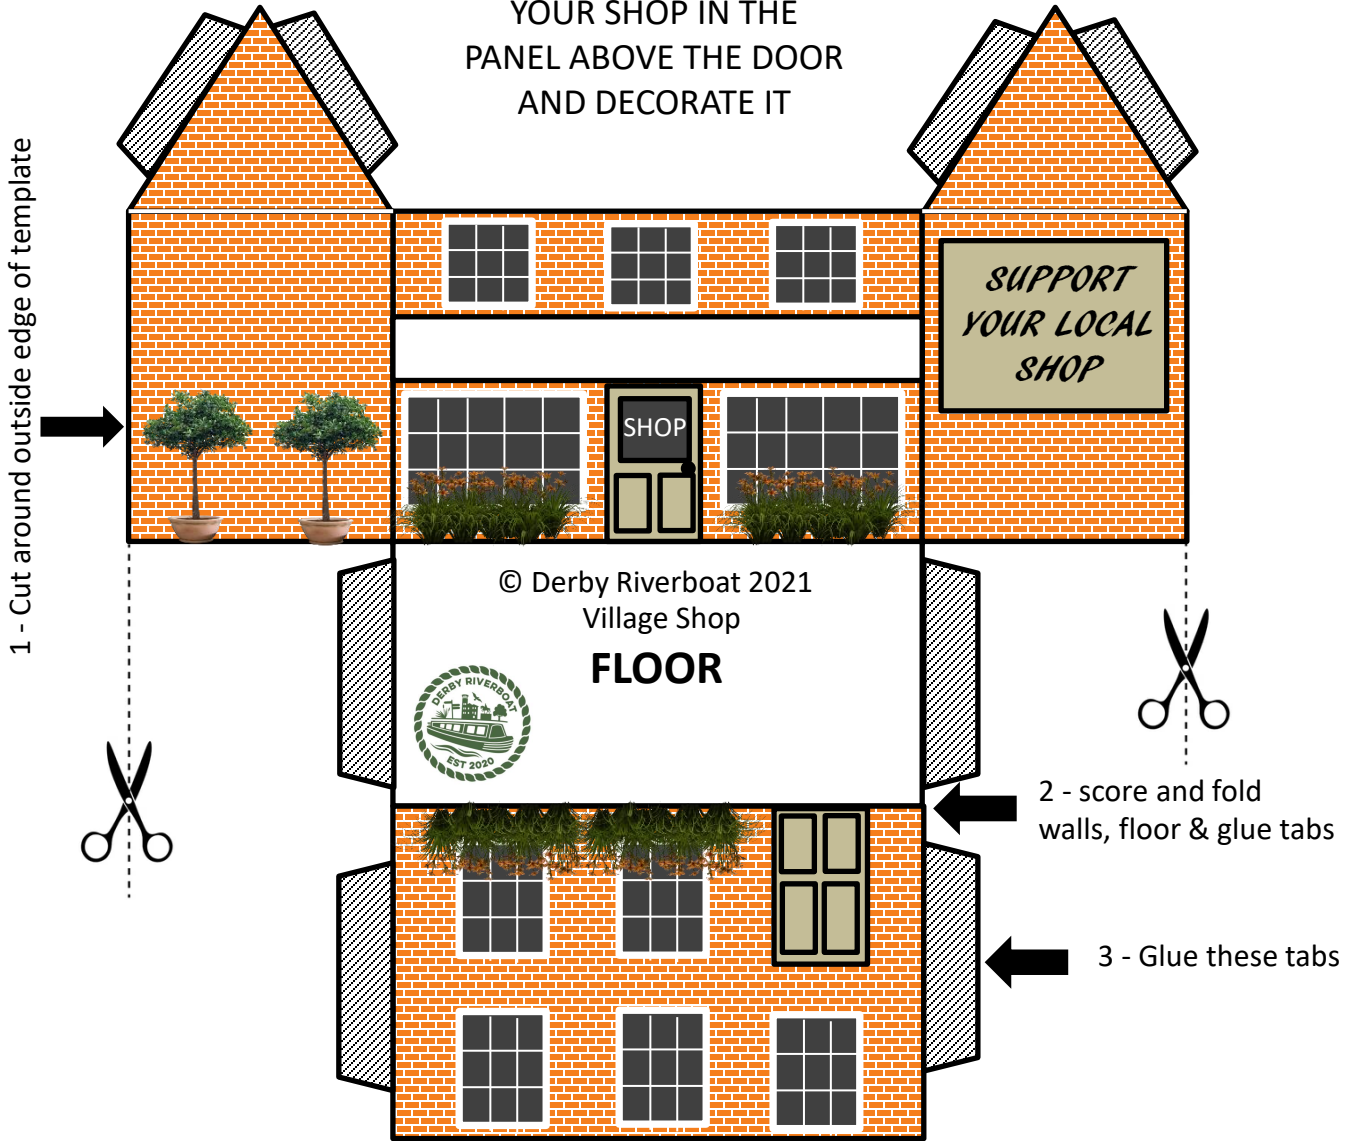 YOUR SHOP IN THE
PANEL ABOVE THE DOOR
AND DECORATE IT
1 - Cut around outside edge of template
SUPPORT
YOUR LOCAL
SHOP
SHOP
© Derby Riverboat 2021
Village Shop
FLOOR
DERBY RIVERBOAT
EST 2020
2 - score and fold
walls, floor & glue tabs
3 - Glue these tabs